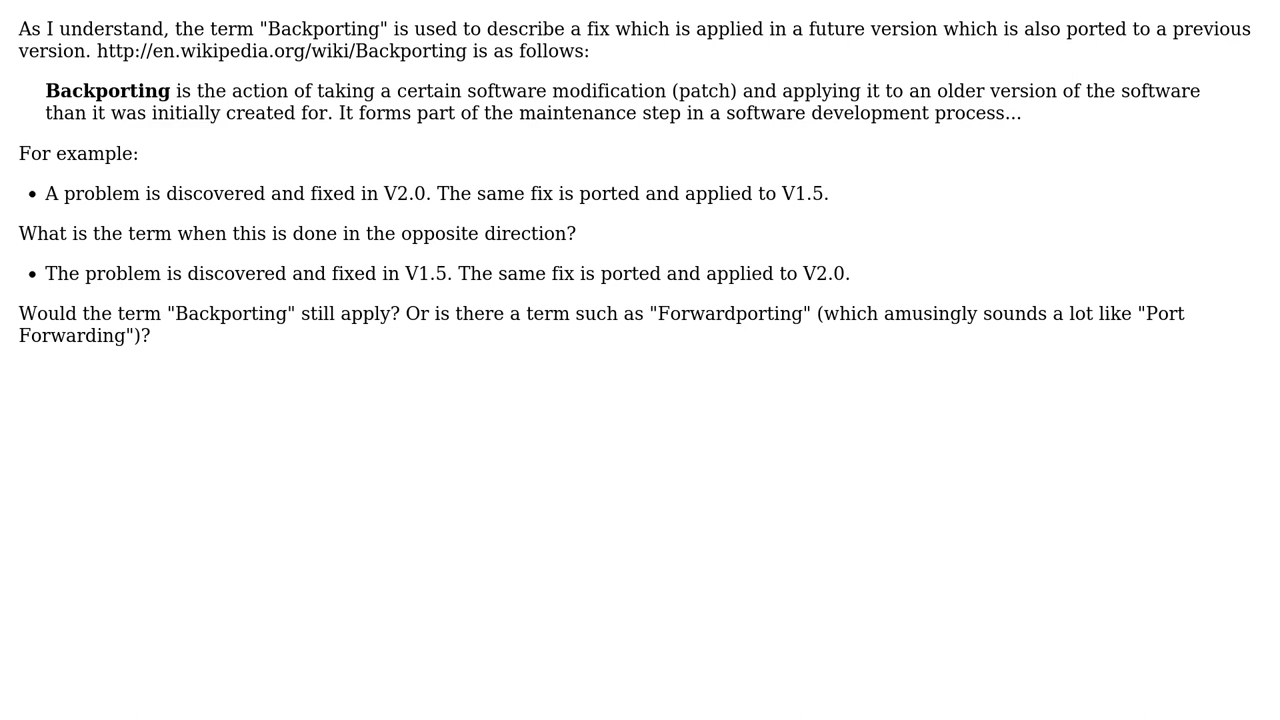 As I understand, the term "Backporting" is used to describe a fix which is applied in a future version which is also ported to a previous
version. http://en.wikipedia.org/wiki/Backporting is as follows:
Backporting is the action of taking a certain software modification (patch) and applying it to an older version of the software
than it was initially created for. It forms part of the maintenance step in a software development process...
For example:
• A problem is discovered and fixed in V2.0. The same fix is ported and applied to V1.5.
What is the term when this is done in the opposite direction?
• The problem is discovered and fixed in V1.5. The same fix is ported and applied to V2.0.
Would the term "Backporting" still apply? Or is there a term such as "Forwardporting" (which amusingly sounds a lot like "Port
Forwarding")?